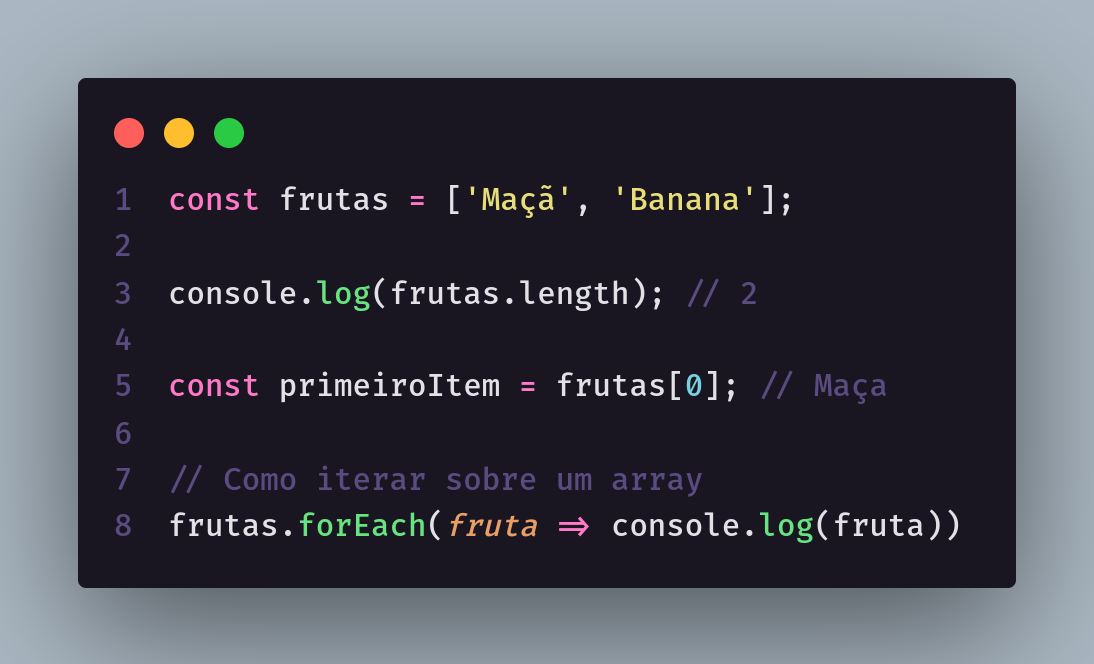 1 const frutas = ['Maçã', 'Banana'];
2
3 console.log(frutas.length); // 2
4
5 const primeiroItem = frutas[0]; // Maça
6
7 // Como iterar sobre um array
8 frutas.forEach(fruta => console.log(fruta))